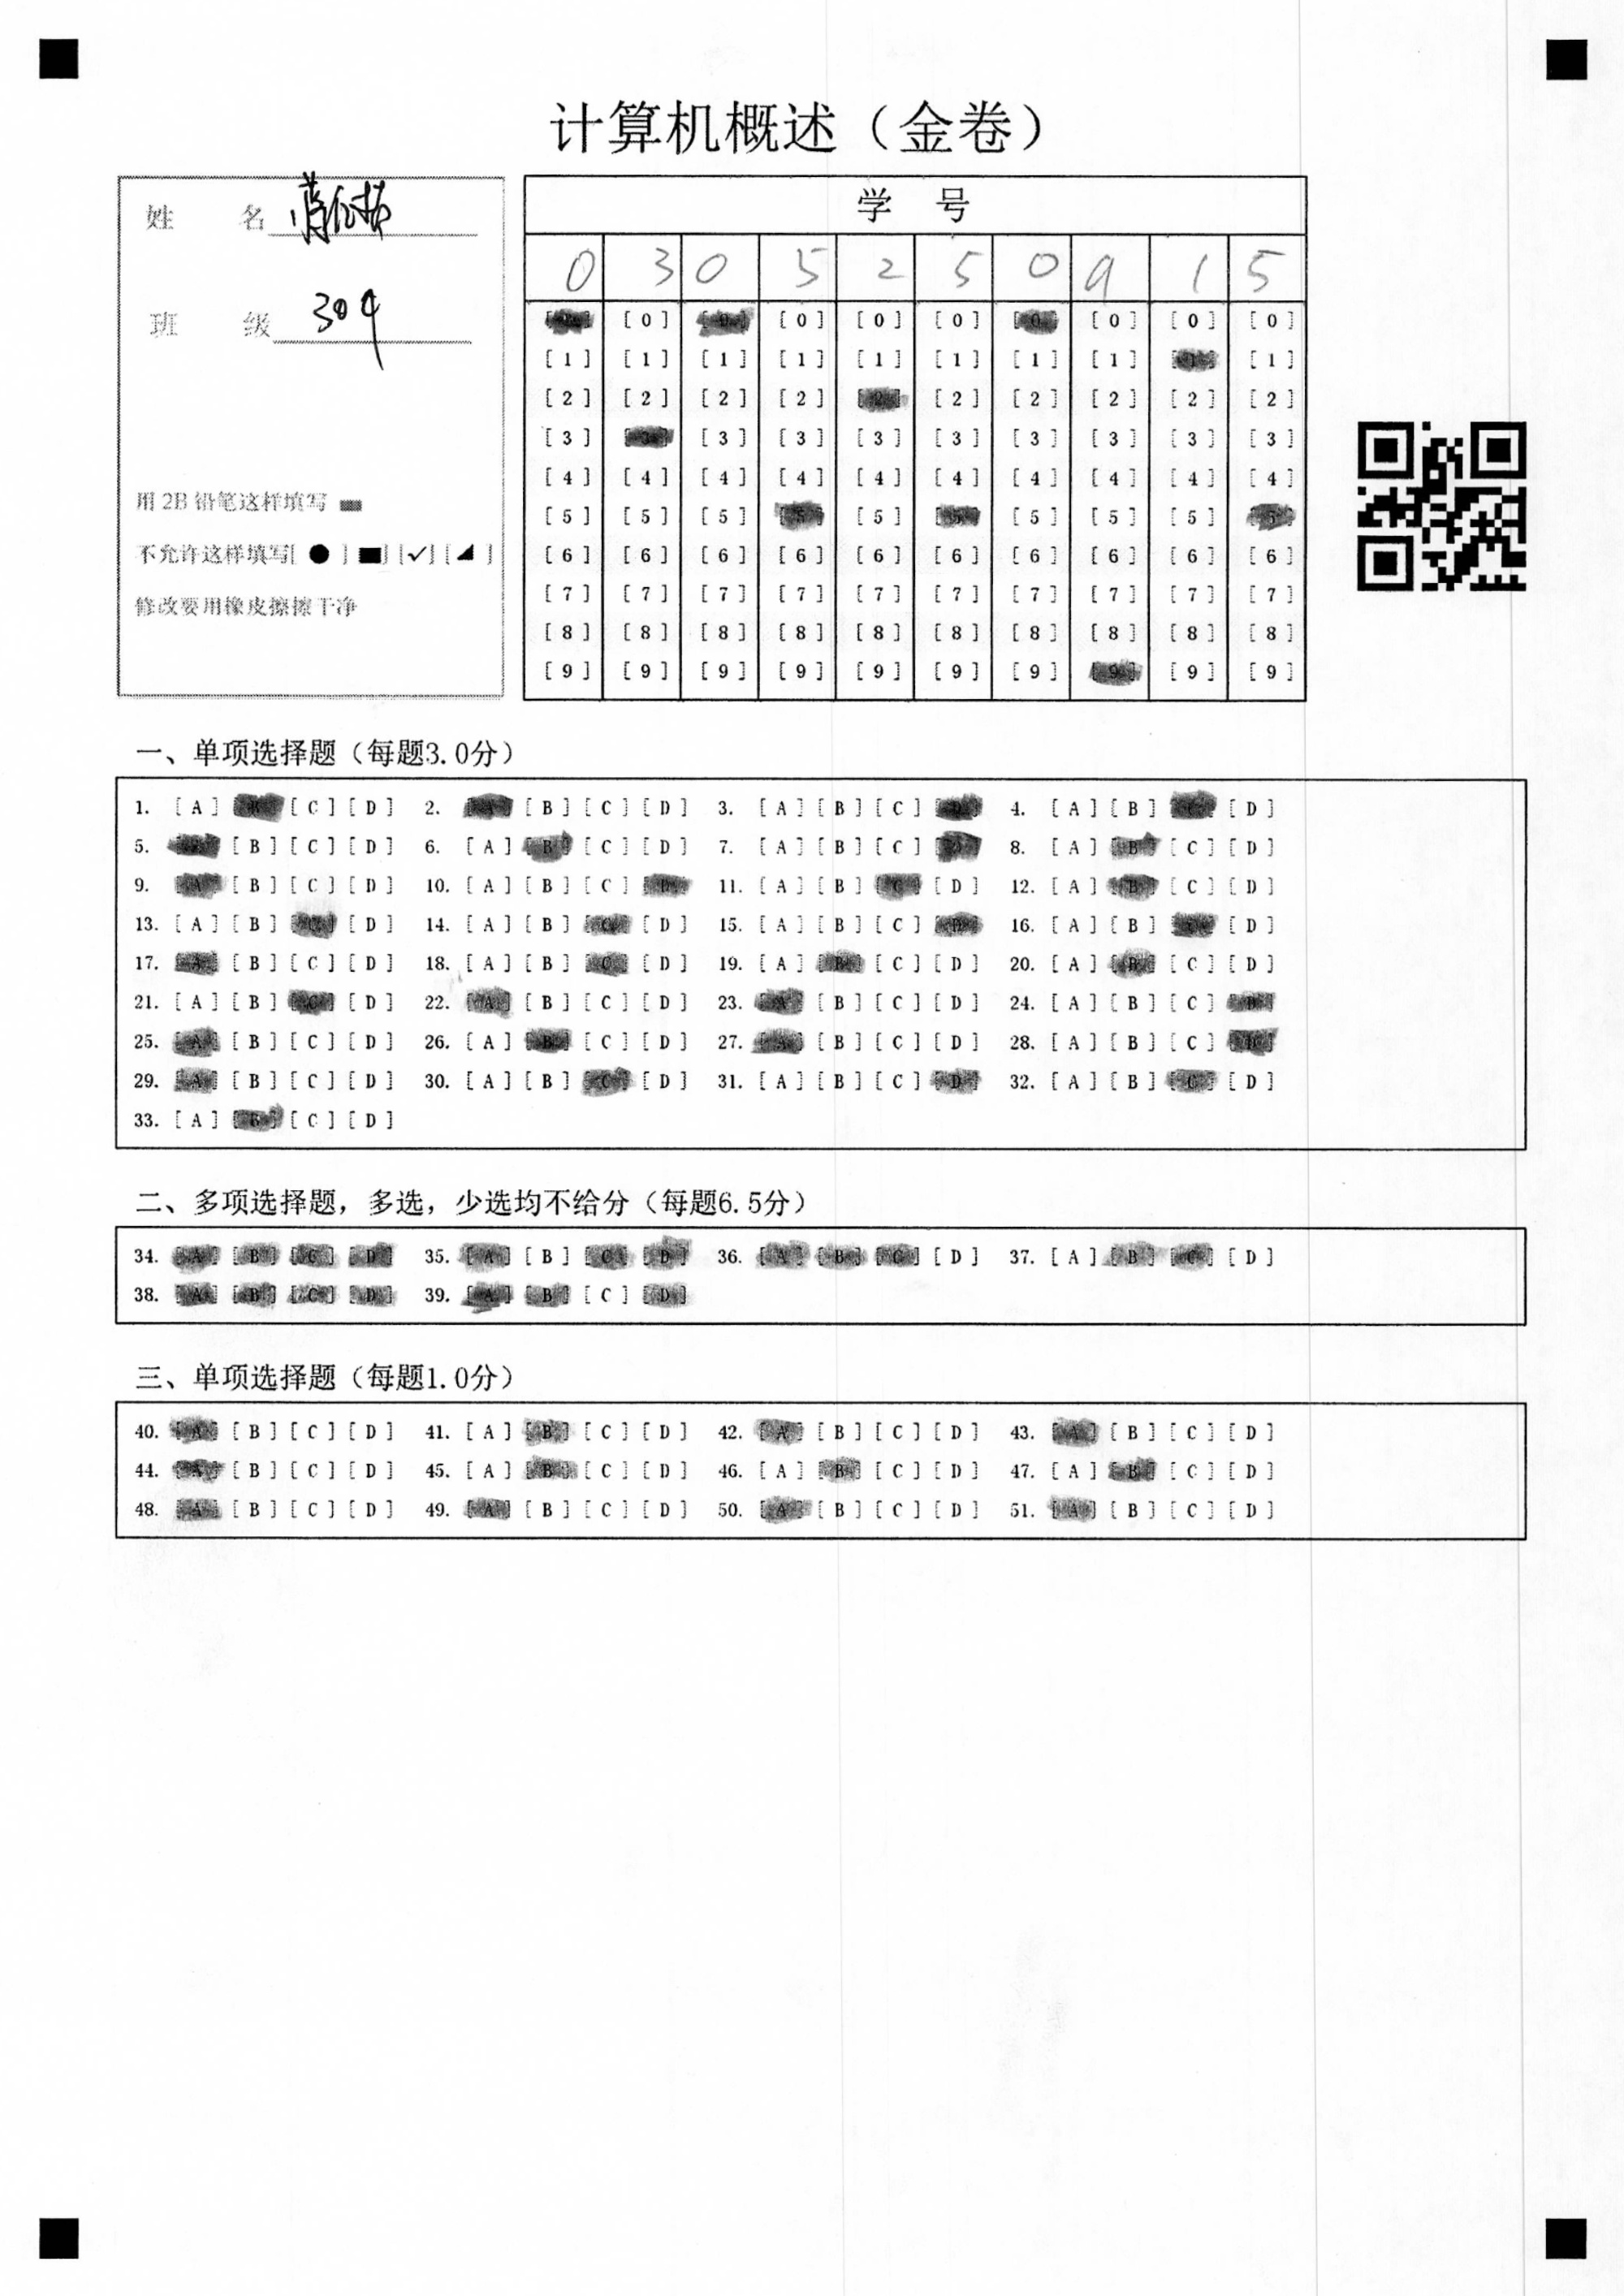 计算机概述（金卷）
姓 名
班 级 304
用 2B 铅笔这样填写
不允许这样填写[ ● ] [■] [✓] [◢ ]
修改要用橡皮擦擦干净
学 号
0 3 0 5 2 5 0 9 1 5
[0] [0] [0] [0] [0] [0] [0] [0] [0] [0]
[1] [1] [1] [1] [1] [1] [1] [1] [1] [1]
[2] [2] [2] [2] [2] [2] [2] [2] [2] [2]
[3] [3] [3] [3] [3] [3] [3] [3] [3] [3]
[4] [4] [4] [4] [4] [4] [4] [4] [4] [4]
[5] [5] [5] [5] [5] [5] [5] [5] [5] [5]
[6] [6] [6] [6] [6] [6] [6] [6] [6] [6]
[7] [7] [7] [7] [7] [7] [7] [7] [7] [7]
[8] [8] [8] [8] [8] [8] [8] [8] [8] [8]
[9] [9] [9] [9] [9] [9] [9] [9] [9] [9]
一、单项选择题（每题3.0分）
1. [A] [B] [C] [D] 2. [A] [B] [C] [D] 3. [A] [B] [C] [D] 4. [A] [B] [C] [D]
5. [A] [B] [C] [D] 6. [A] [B] [C] [D] 7. [A] [B] [C] [D] 8. [A] [B] [C] [D]
9. [A] [B] [C] [D] 10. [A] [B] [C] [D] 11. [A] [B] [C] [D] 12. [A] [B] [C] [D]
13. [A] [B] [C] [D] 14. [A] [B] [C] [D] 15. [A] [B] [C] [D] 16. [A] [B] [C] [D]
17. [A] [B] [C] [D] 18. [A] [B] [C] [D] 19. [A] [B] [C] [D] 20. [A] [B] [C] [D]
21. [A] [B] [C] [D] 22. [A] [B] [C] [D] 23. [A] [B] [C] [D] 24. [A] [B] [C] [D]
25. [A] [B] [C] [D] 26. [A] [B] [C] [D] 27. [A] [B] [C] [D] 28. [A] [B] [C] [D]
29. [A] [B] [C] [D] 30. [A] [B] [C] [D] 31. [A] [B] [C] [D] 32. [A] [B] [C] [D]
33. [A] [B] [C] [D]
二、多项选择题，多选，少选均不给分（每题6.5分）
34. [A] [B] [C] [D] 35. [A] [B] [C] [D] 36. [A] [B] [C] [D] 37. [A] [B] [C] [D]
38. [A] [B] [C] [D] 39. [A] [B] [C] [D]
三、单项选择题（每题1.0分）
40. [A] [B] [C] [D] 41. [A] [B] [C] [D] 42. [A] [B] [C] [D] 43. [A] [B] [C] [D]
44. [A] [B] [C] [D] 45. [A] [B] [C] [D] 46. [A] [B] [C] [D] 47. [A] [B] [C] [D]
48. [A] [B] [C] [D] 49. [A] [B] [C] [D] 50. [A] [B] [C] [D] 51. [A] [B] [C] [D]